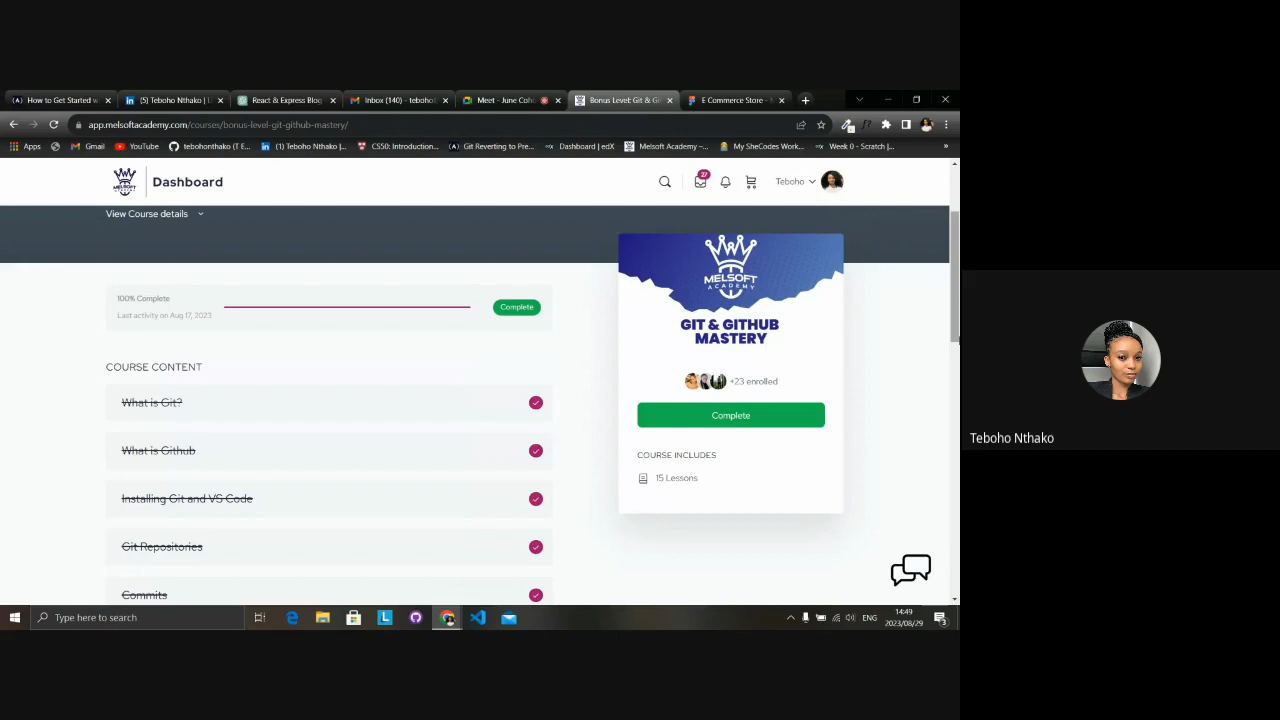 How to Get Started w
(5) Teboho Nthako | L
React & Express Blog
Inbox (140) - teboho
Meet - June Coh
Bonus Level: Git & Gi
E Commerce Store -
app.melsoftacademy.com/courses/bonus-level-git-github-mastery/
Apps
Gmail
YouTube
tebohonthako (T E...
(1) Teboho Nthako |...
CS50: Introduction...
Git Reverting to Pre...
Dashboard | edX
Melsoft Academy –...
My SheCodes Work...
Week 0 - Scratch |...
MELSOFT
ACADEMY
Dashboard
27
Teboho
View Course details
100% Complete
Last activity on Aug 17, 2023
Complete
COURSE CONTENT
What is Git?
What is Github
Installing Git and VS Code
Git Repositories
Commits
MELSOFT
ACADEMY
GIT & GITHUB
MASTERY
+23 enrolled
Complete
COURSE INCLUDES
15 Lessons
Type here to search
ENG
14:49
2023/08/29
3
Teboho Nthako